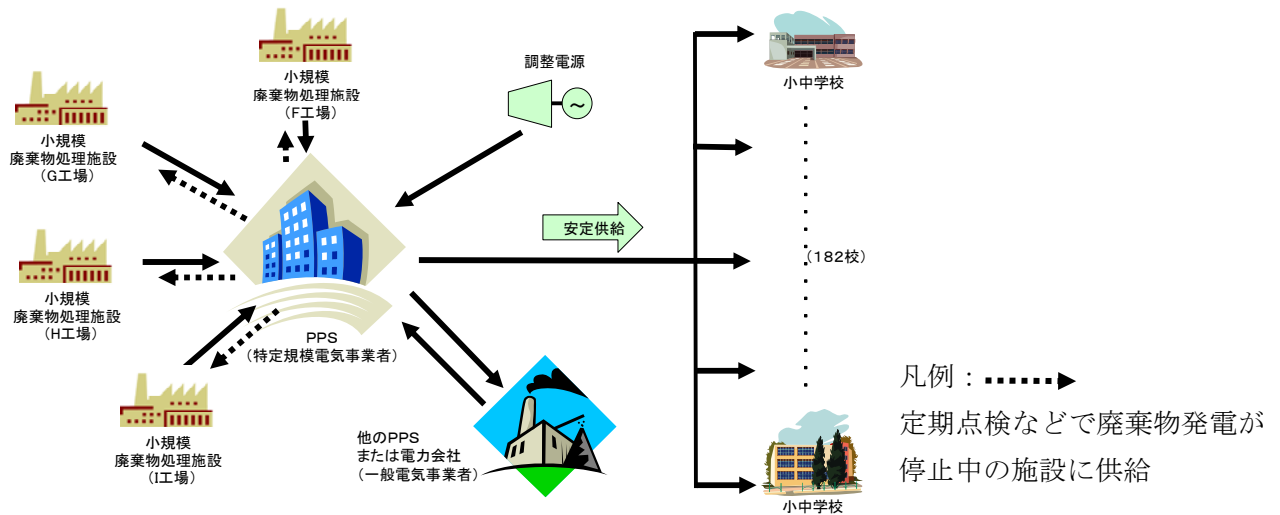 小規模
廃棄物処理施設
（F工場）
小規模
廃棄物処理施設
（G工場）
小規模
廃棄物処理施設
（H工場）
小規模
廃棄物処理施設
（I工場）
PPS
（特定規模電気事業者）
調整電源
～
安定供給
他のPPS
または電力会社
（一般電気事業者）
小中学校
（182校）
小中学校
凡例：
定期点検などで廃棄物発電が
停止中の施設に供給